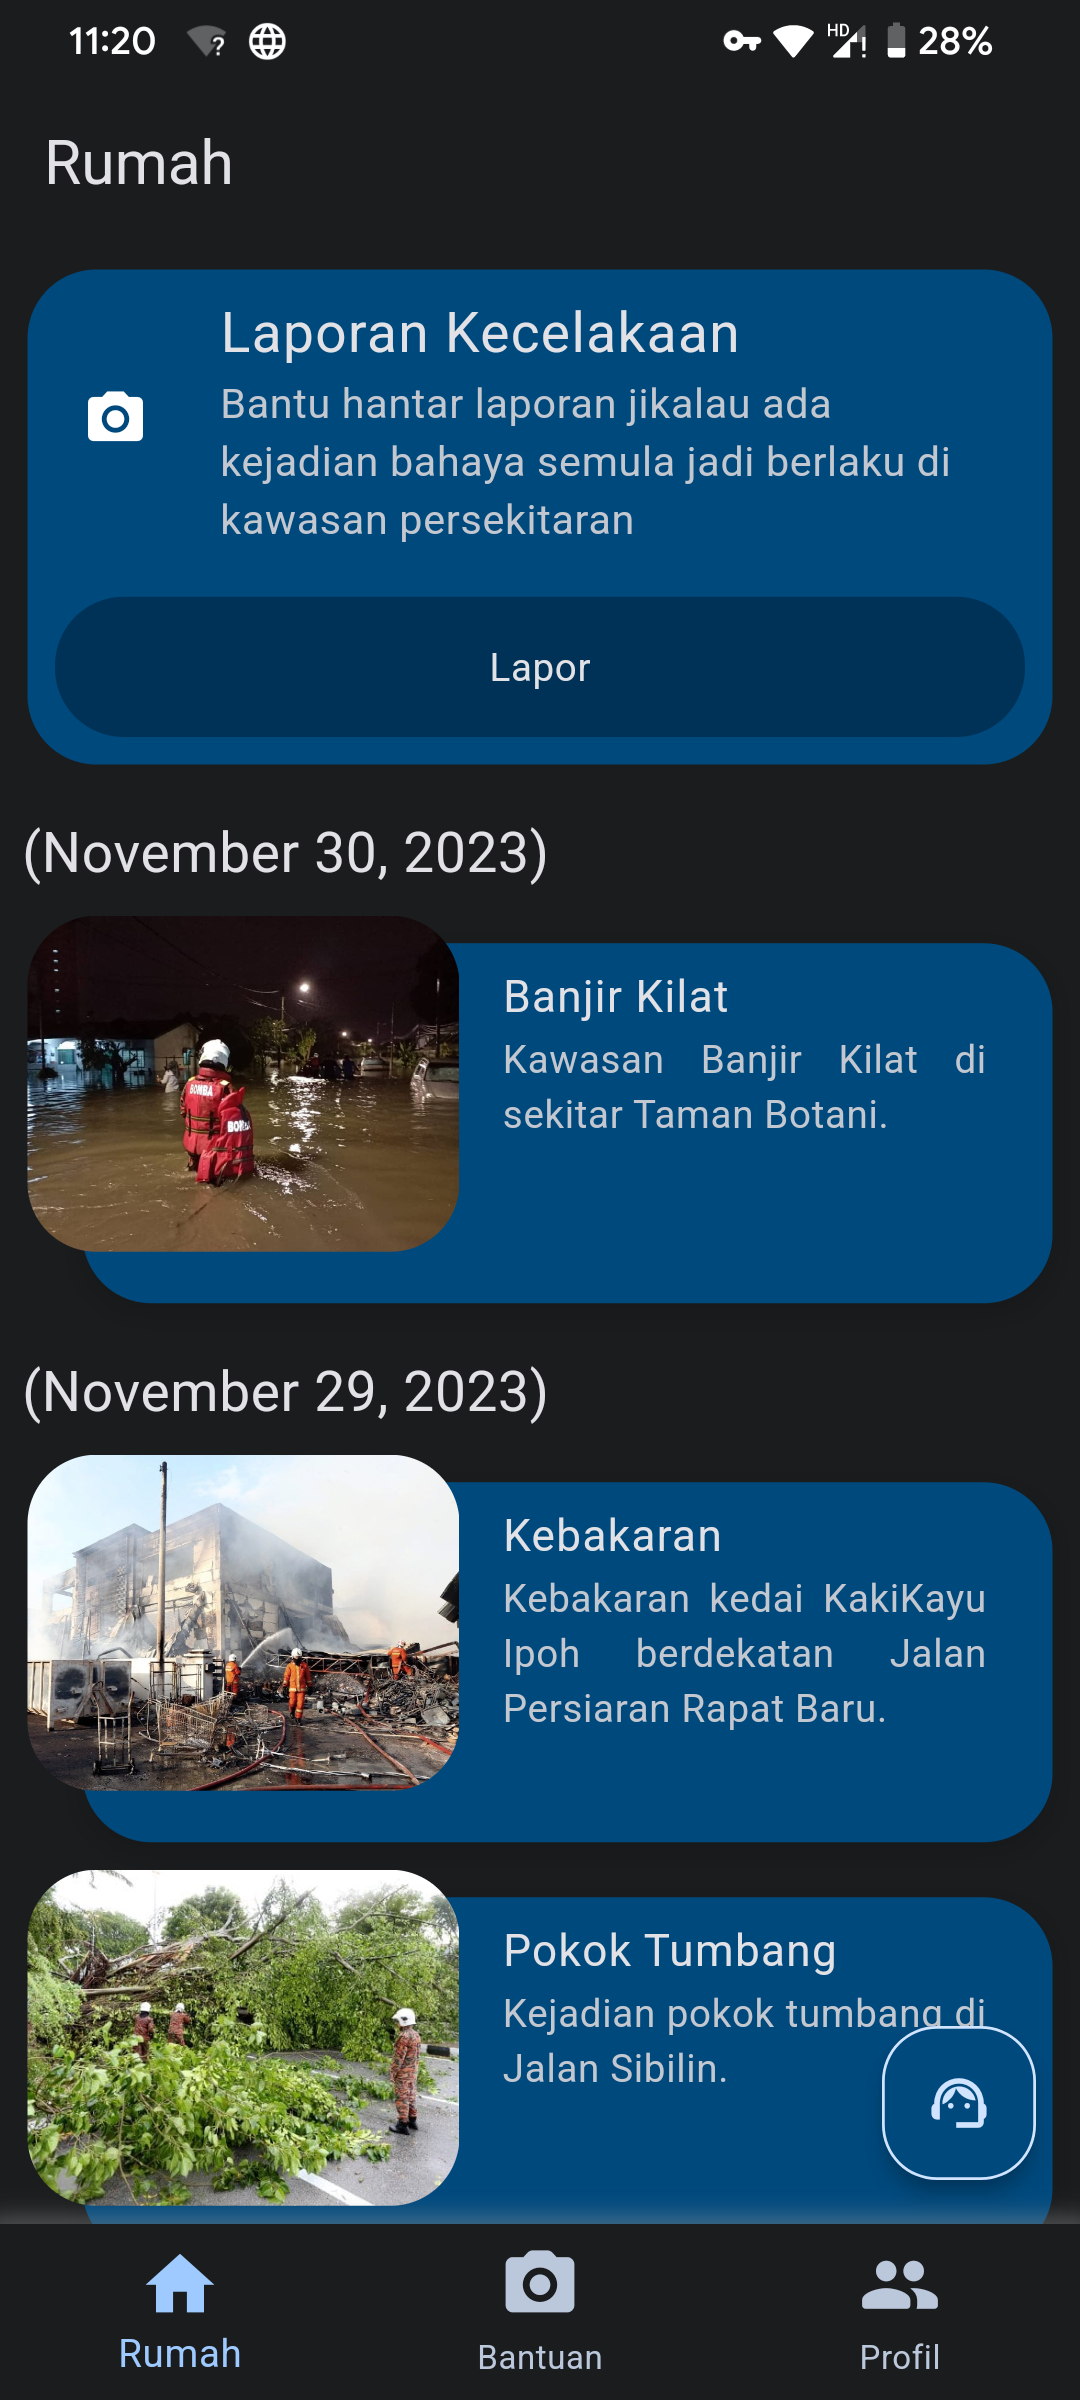 11:20
HD
28%
Rumah
Laporan Kecelakaan
Bantu hantar laporan jikalau ada
kejadian bahaya semula jadi berlaku di
kawasan persekitaran
Lapor
(November 30, 2023)
BOMBA
BOMBA
Banjir Kilat
Kawasan Banjir Kilat di
sekitar Taman Botani.
(November 29, 2023)
Kebakaran
Kebakaran kedai KakiKayu
Ipoh berdekatan Jalan
Persiaran Rapat Baru.
Pokok Tumbang
Kejadian pokok tumbang di
Jalan Sibilin.
Rumah
Bantuan
Profil